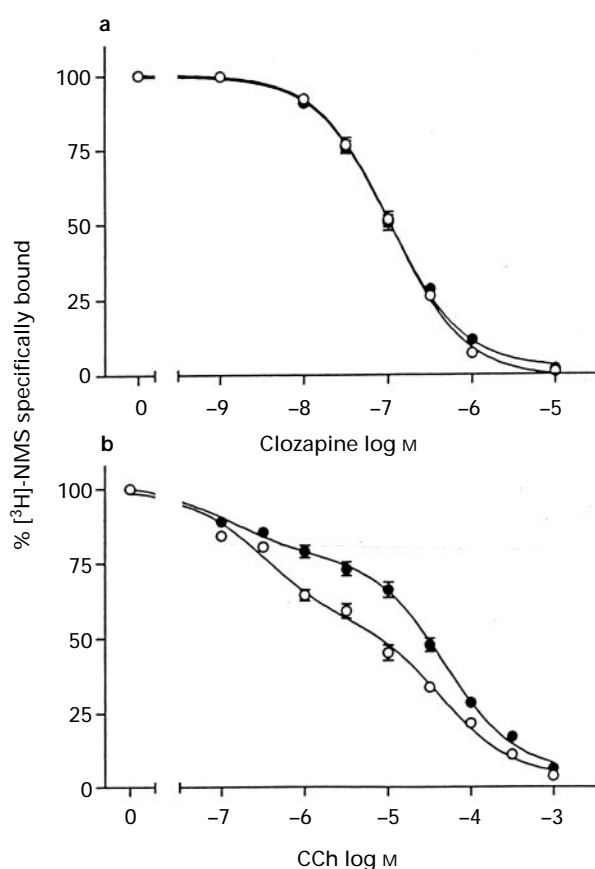 a
100
75
50
25
0
0 –9 –8 –7 –6 –5
Clozapine log M
% [³H]-NMS specifically bound
b
100
75
50
25
0
0 –7 –6 –5 –4 –3
CCh log M